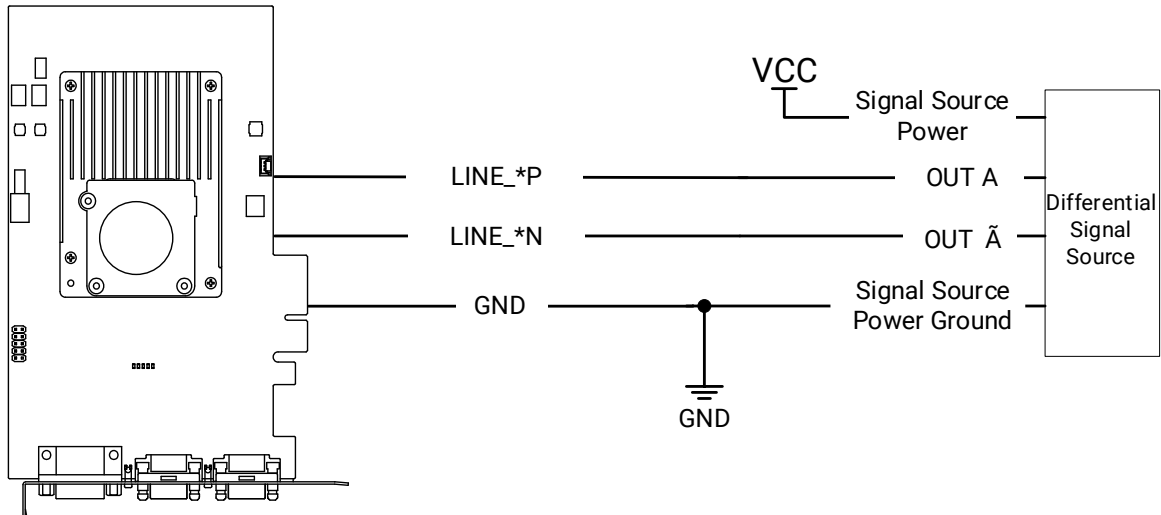 VCC
Signal Source
Power
LINE_*P
OUT A
Differential
Signal
Source
LINE_*N
OUT Ã
GND
Signal Source
Power Ground
GND